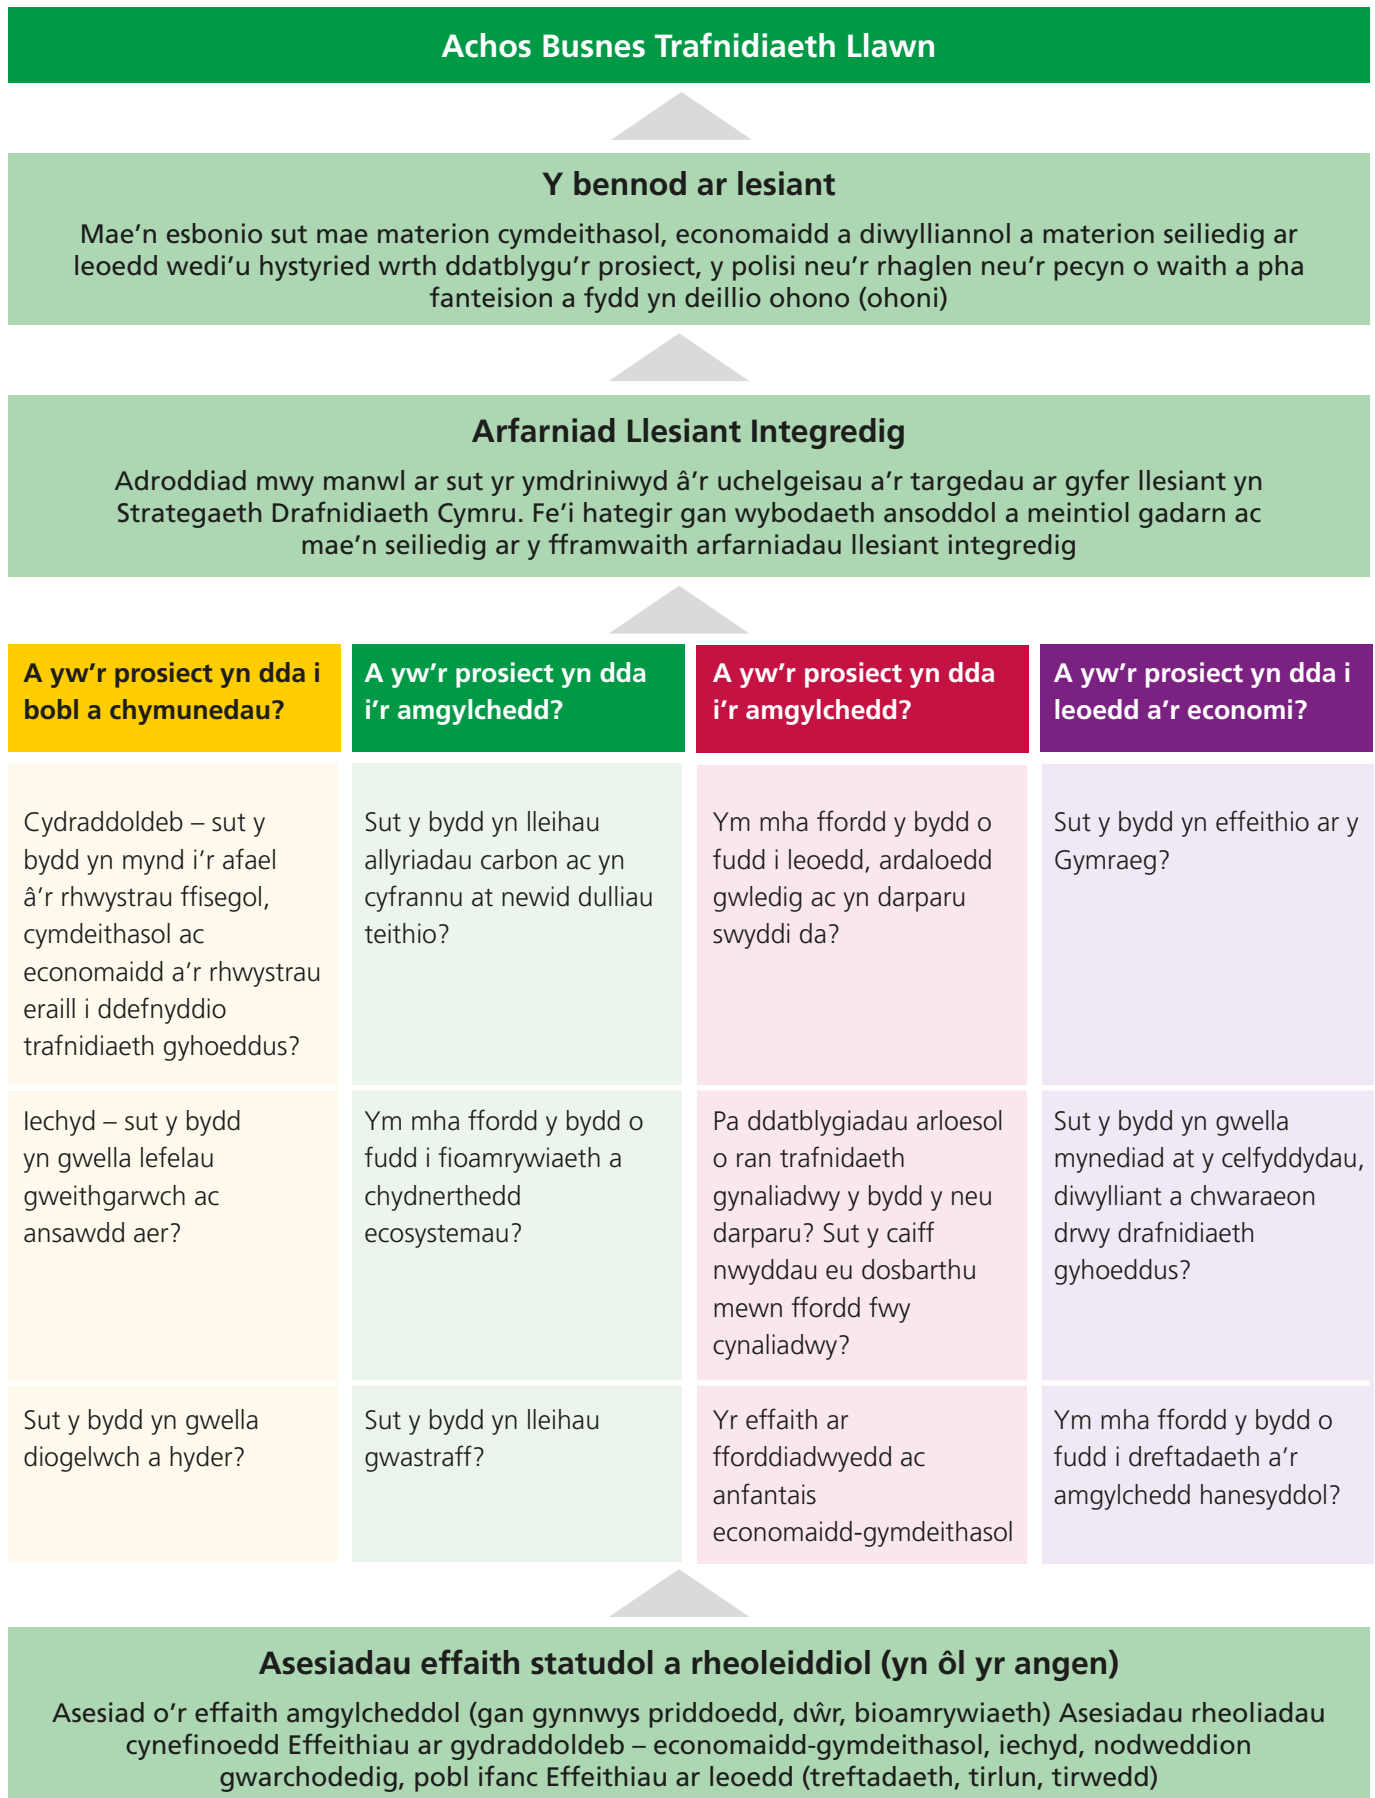 Achos Busnes Trafnidiaeth Llawn
Y bennod ar lesiant
Mae’n esbonio sut mae materion cymdeithasol, economaidd a diwylliannol a materion seiliedig ar
leoedd wedi’u hystyried wrth ddatblygu’r prosiect, y polisi neu’r rhaglen neu’r pecyn o waith a pha
fanteision a fydd yn deillio ohono (ohoni)
Arfarniad Llesiant Integredig
Adroddiad mwy manwl ar sut yr ymdriniwyd â’r uchelgeisau a’r targedau ar gyfer llesiant yn
Strategaeth Drafnidiaeth Cymru. Fe’i hategir gan wybodaeth ansoddol a meintiol gadarn ac
mae’n seiliedig ar y fframwaith arfarniadau llesiant integredig
A yw’r prosiect yn dda i
bobl a chymunedau?
A yw’r prosiect yn dda
i’r amgylchedd?
A yw’r prosiect yn dda
i’r amgylchedd?
A yw’r prosiect yn dda i
leoedd a’r economi?
Cydraddoldeb – sut y
bydd yn mynd i’r afael
â’r rhwystrau ffisegol,
cymdeithasol ac
economaidd a’r rhwystrau
eraill i ddefnyddio
trafnidiaeth gyhoeddus?
Sut y bydd yn lleihau
allyriadau carbon ac yn
cyfrannu at newid dulliau
teithio?
Ym mha ffordd y bydd o
fudd i leoedd, ardaloedd
gwledig ac yn darparu
swyddi da?
Sut y bydd yn effeithio ar y
Gymraeg?
Iechyd – sut y bydd
yn gwella lefelau
gweithgarwch ac
ansawdd aer?
Ym mha ffordd y bydd o
fudd i fioamrywiaeth a
chydnerthedd
ecosystemau?
Pa ddatblygiadau arloesol
o ran trafnidaeth
gynaliadwy y bydd y neu
darparu? Sut y caiff
nwyddau eu dosbarthu
mewn ffordd fwy
cynaliadwy?
Sut y bydd yn gwella
mynediad at y celfyddydau,
diwylliant a chwaraeon
drwy drafnidiaeth
gyhoeddus?
Sut y bydd yn gwella
diogelwch a hyder?
Sut y bydd yn lleihau
gwastraff?
Yr effaith ar
fforddiadwyedd ac
anfantais
economaidd-gymdeithasol
Ym mha ffordd y bydd o
fudd i dreftadaeth a’r
amgylchedd hanesyddol?
Asesiadau effaith statudol a rheoleiddiol (yn ôl yr angen)
Asesiad o’r effaith amgylcheddol (gan gynnwys priddoedd, dŵr, bioamrywiaeth) Asesiadau rheoliadau
cynefinoedd Effeithiau ar gydraddoldeb – economaidd-gymdeithasol, iechyd, nodweddion
gwarchodedig, pobl ifanc Effeithiau ar leoedd (treftadaeth, tirlun, tirwedd)